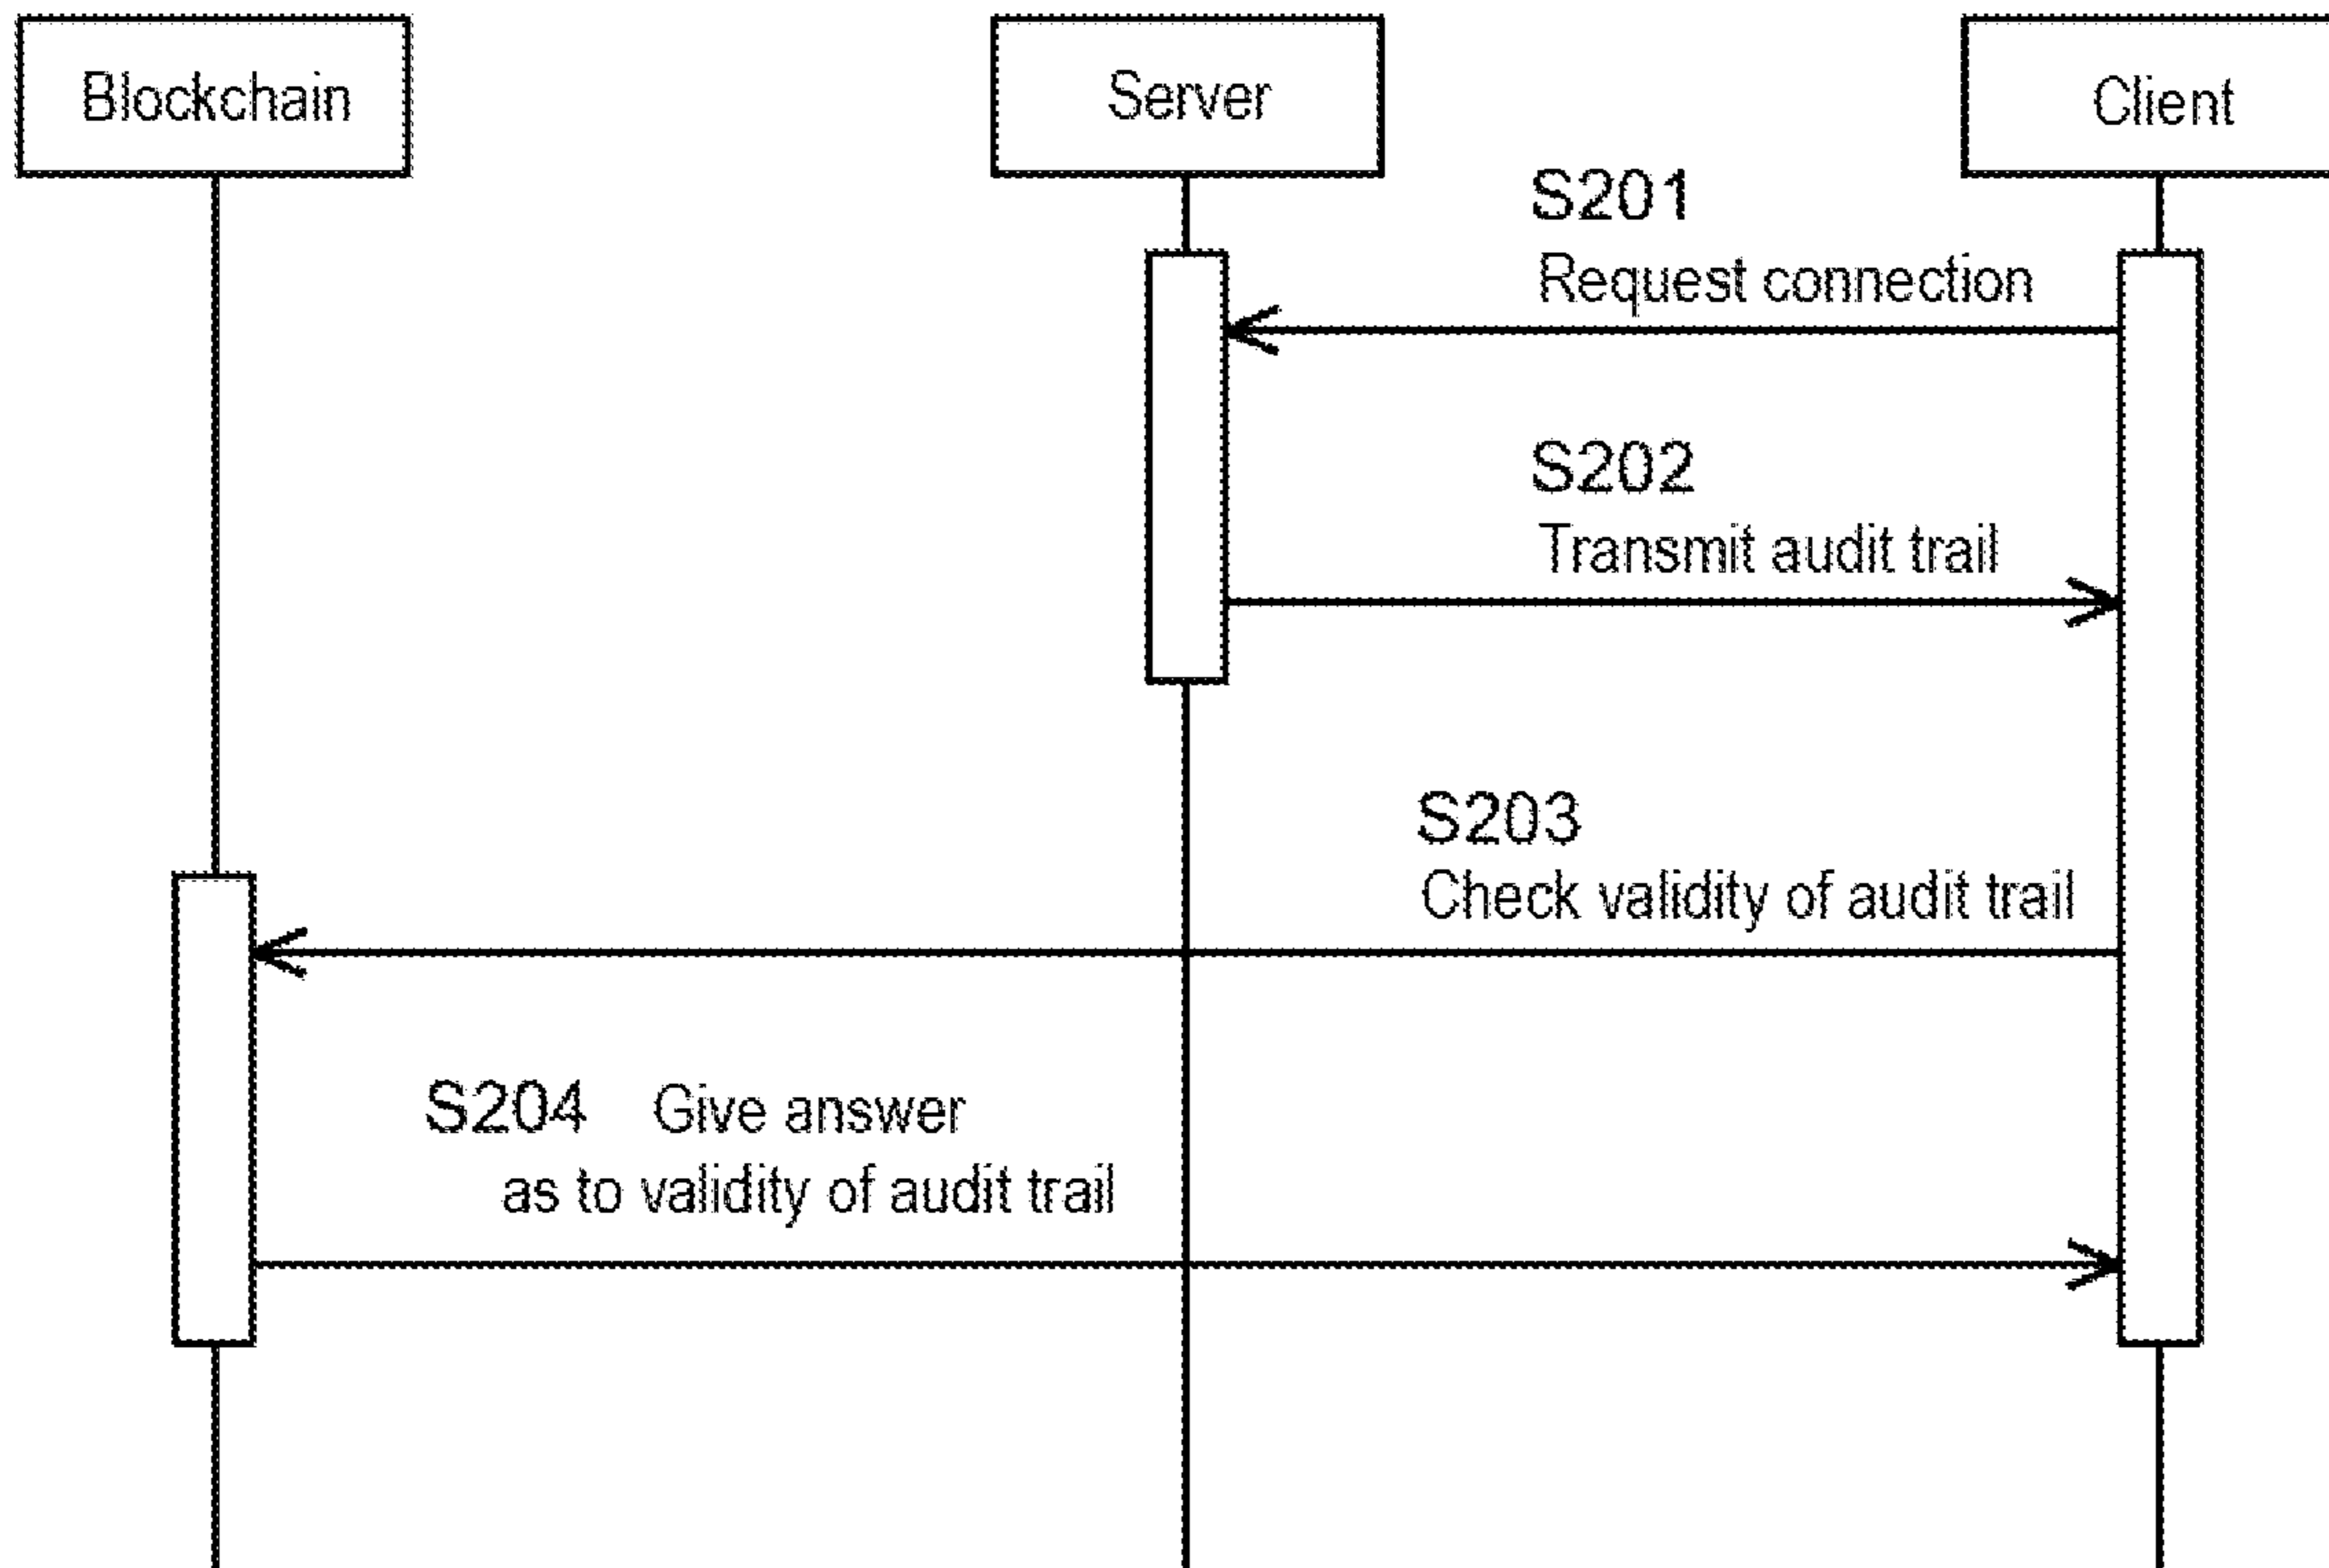 Blockchain
Server
Client
S201
Request connection
S202
Transmit audit trail
S203
Check validity of audit trail
S204 Give answer
as to validity of audit trail